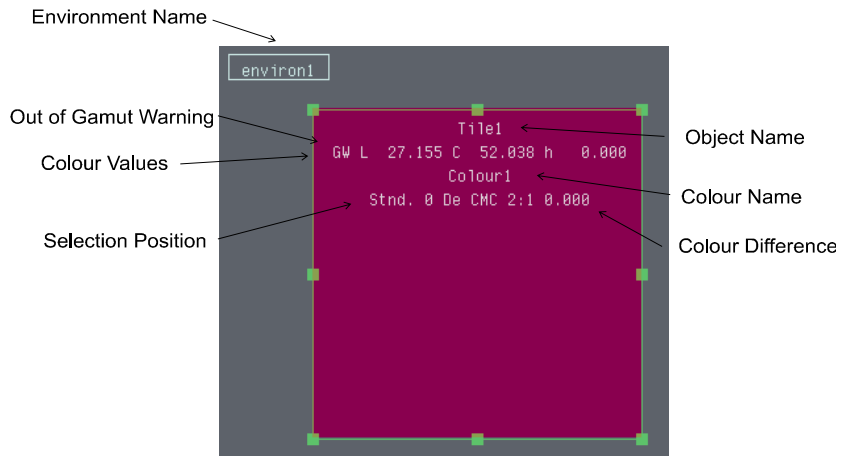 Environment Name
environ1
Out of Gamut Warning
Tile1
Object Name
Colour Values
GW L 27.155 C 52.038 h 0.000
Colour1
Colour Name
Stnd. 0 De CMC 2:1 0.000
Selection Position
Colour Difference